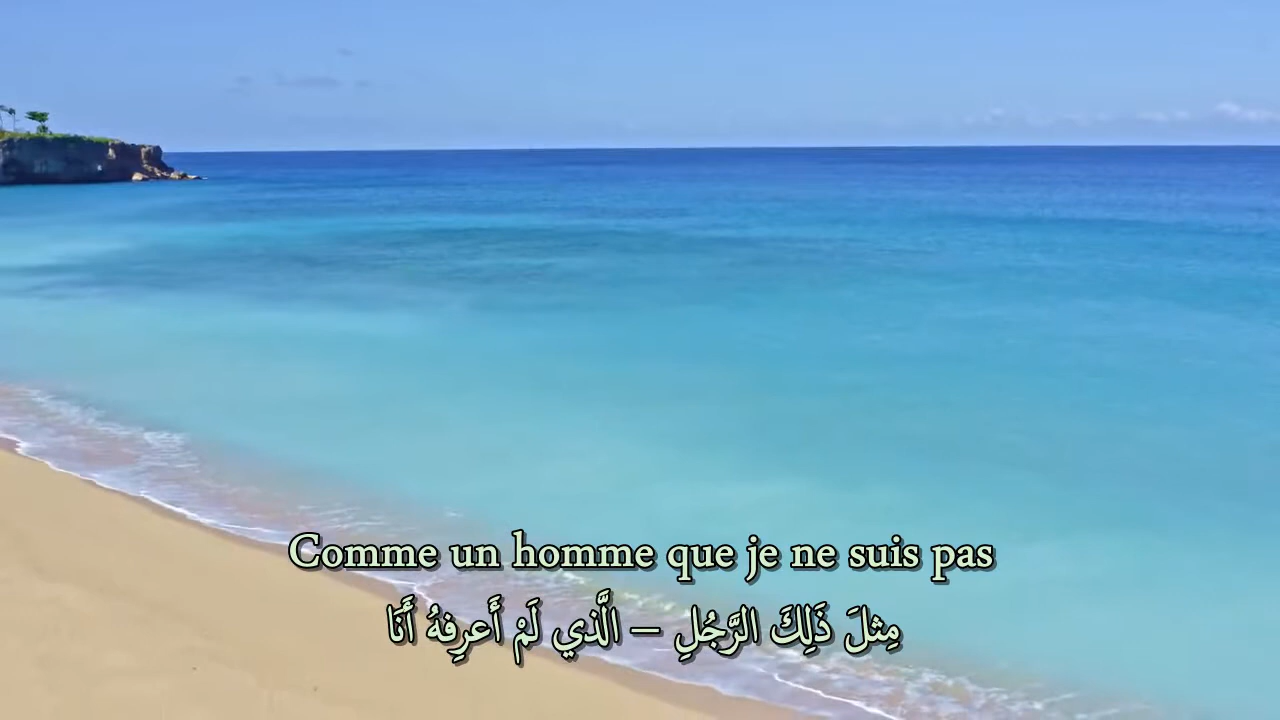 Comme un homme que je ne suis pas
مِثلَ ذَلِكَ الرَّجُلِ – الَّذي لَمْ أَعرِفهُ أَنَا